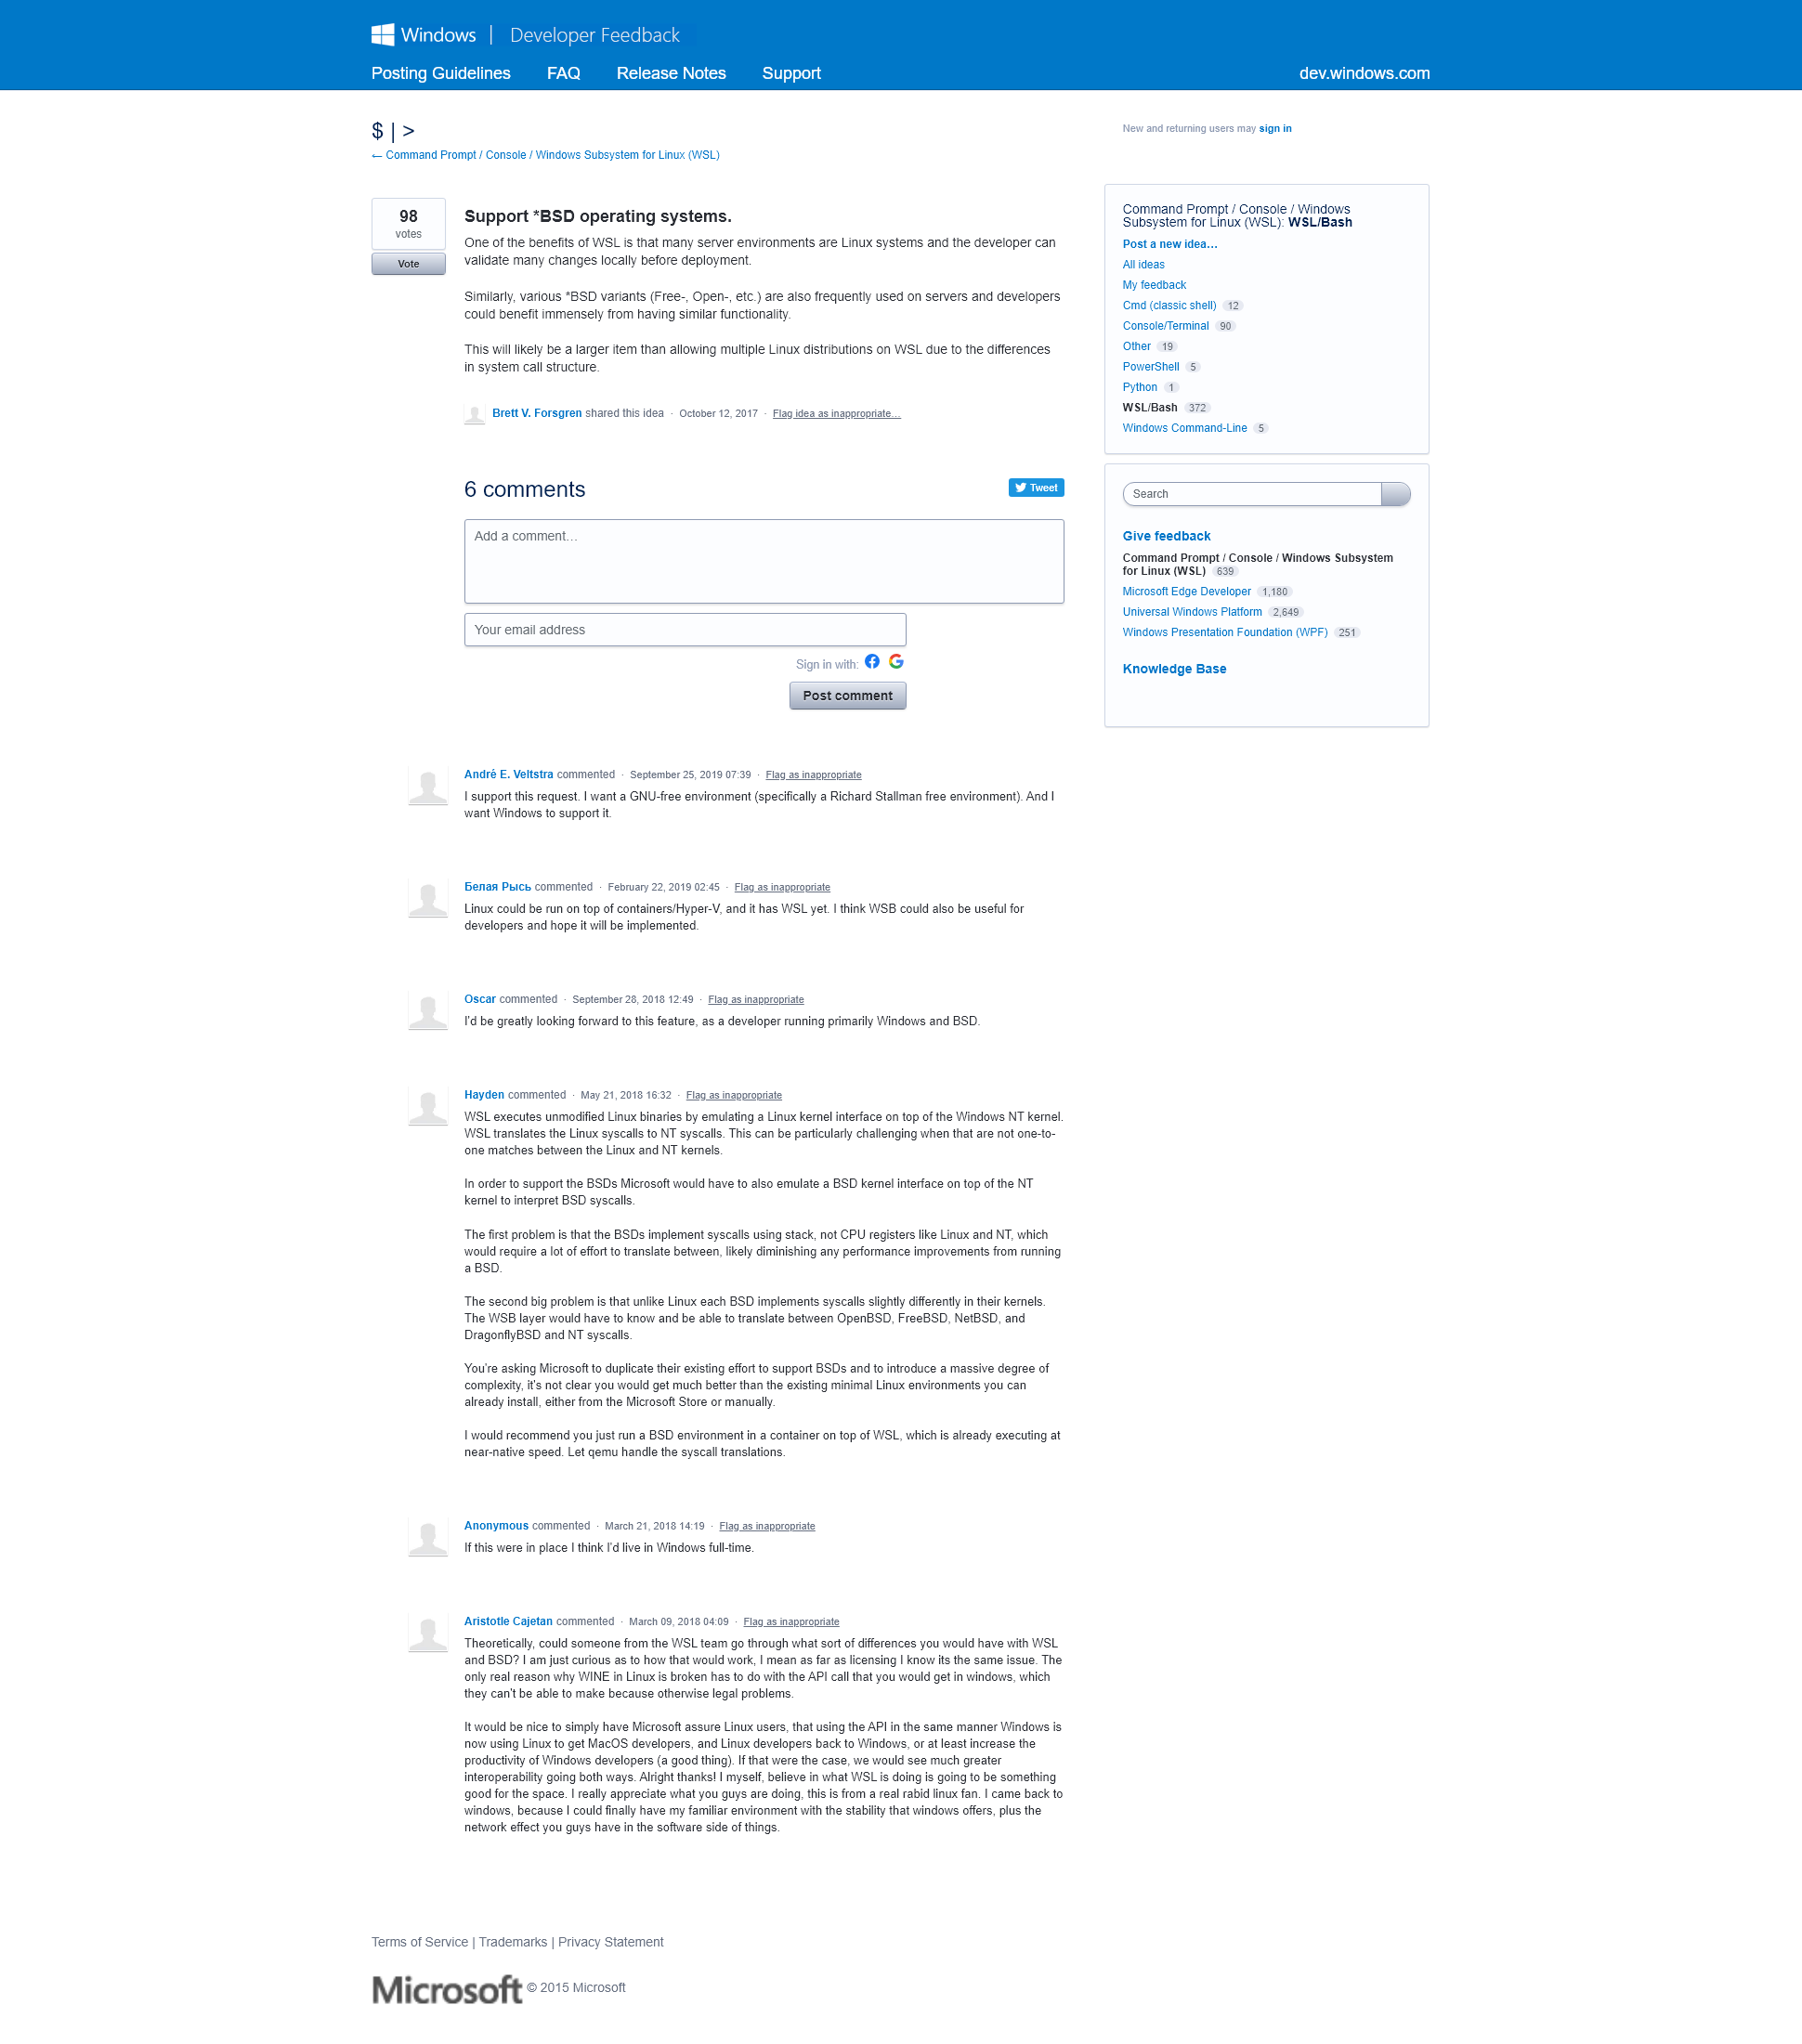 Windows | Developer Feedback
Posting Guidelines FAQ Release Notes Support dev.windows.com
$ | >
New and returning users may sign in
← Command Prompt / Console / Windows Subsystem for Linux (WSL)
98
votes
Vote
Support *BSD operating systems.
One of the benefits of WSL is that many server environments are Linux systems and the developer can
validate many changes locally before deployment.
Similarly, various *BSD variants (Free-, Open-, etc.) are also frequently used on servers and developers
could benefit immensely from having similar functionality.
This will likely be a larger item than allowing multiple Linux distributions on WSL due to the differences
in system call structure.
Brett V. Forsgren shared this idea · October 12, 2017 · Flag idea as inappropriate…
6 comments
Tweet
Add a comment…
Your email address
Sign in with:
Post comment
André E. Veltstra commented · September 25, 2019 07:39 · Flag as inappropriate
I support this request. I want a GNU-free environment (specifically a Richard Stallman free environment). And I
want Windows to support it.
Белая Рысь commented · February 22, 2019 02:45 · Flag as inappropriate
Linux could be run on top of containers/Hyper-V, and it has WSL yet. I think WSB could also be useful for
developers and hope it will be implemented.
Oscar commented · September 28, 2018 12:49 · Flag as inappropriate
I'd be greatly looking forward to this feature, as a developer running primarily Windows and BSD.
Hayden commented · May 21, 2018 16:32 · Flag as inappropriate
WSL executes unmodified Linux binaries by emulating a Linux kernel interface on top of the Windows NT kernel.
WSL translates the Linux syscalls to NT syscalls. This can be particularly challenging when that are not one-to-
one matches between the Linux and NT kernels.
In order to support the BSDs Microsoft would have to also emulate a BSD kernel interface on top of the NT
kernel to interpret BSD syscalls.
The first problem is that the BSDs implement syscalls using stack, not CPU registers like Linux and NT, which
would require a lot of effort to translate between, likely diminishing any performance improvements from running
a BSD.
The second big problem is that unlike Linux each BSD implements syscalls slightly differently in their kernels.
The WSB layer would have to know and be able to translate between OpenBSD, FreeBSD, NetBSD, and
DragonflyBSD and NT syscalls.
You're asking Microsoft to duplicate their existing effort to support BSDs and to introduce a massive degree of
complexity, it's not clear you would get much better than the existing minimal Linux environments you can
already install, either from the Microsoft Store or manually.
I would recommend you just run a BSD environment in a container on top of WSL, which is already executing at
near-native speed. Let qemu handle the syscall translations.
Anonymous commented · March 21, 2018 14:19 · Flag as inappropriate
If this were in place I think I'd live in Windows full-time.
Aristotle Cajetan commented · March 09, 2018 04:09 · Flag as inappropriate
Theoretically, could someone from the WSL team go through what sort of differences you would have with WSL
and BSD? I am just curious as to how that would work, I mean as far as licensing I know its the same issue. The
only real reason why WINE in Linux is broken has to do with the API call that you would get in windows, which
they can't be able to make because otherwise legal problems.
It would be nice to simply have Microsoft assure Linux users, that using the API in the same manner Windows is
now using Linux to get MacOS developers, and Linux developers back to Windows, or at least increase the
productivity of Windows developers (a good thing). If that were the case, we would see much greater
interoperability going both ways. Alright thanks! I myself, believe in what WSL is doing is going to be something
good for the space. I really appreciate what you guys are doing, this is from a real rabid linux fan. I came back to
windows, because I could finally have my familiar environment with the stability that windows offers, plus the
network effect you guys have in the software side of things.
Command Prompt / Console / Windows
Subsystem for Linux (WSL): WSL/Bash
Post a new idea…
All ideas
My feedback
Cmd (classic shell) 12
Console/Terminal 90
Other 19
PowerShell 5
Python 1
WSL/Bash 372
Windows Command-Line 5
Search
Give feedback
Command Prompt / Console / Windows Subsystem
for Linux (WSL) 639
Microsoft Edge Developer 1,180
Universal Windows Platform 2,649
Windows Presentation Foundation (WPF) 251
Knowledge Base
Terms of Service | Trademarks | Privacy Statement
Microsoft © 2015 Microsoft